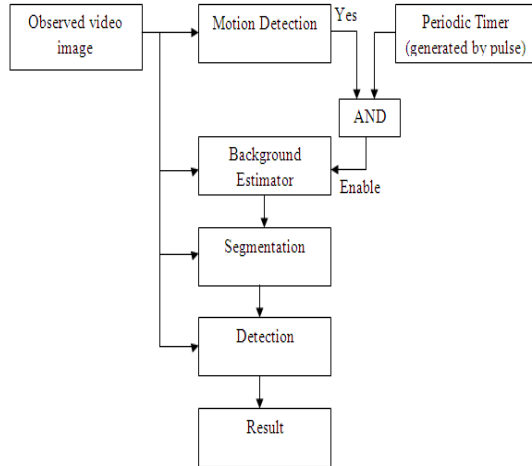 Observed video
image
Motion Detection
Yes
Periodic Timer
(generated by pulse)
AND
Background
Estimator
Enable
Segmentation
Detection
Result